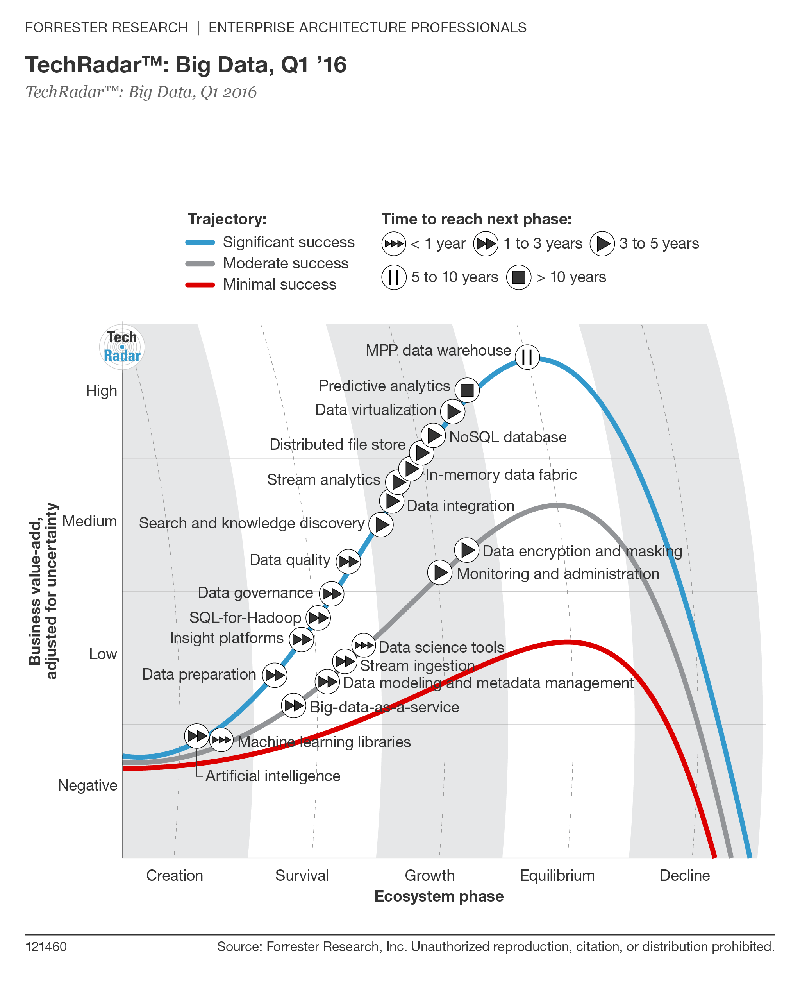 FORRESTER RESEARCH | ENTERPRISE ARCHITECTURE PROFESSIONALS
TechRadar™: Big Data, Q1 ’16
TechRadar™: Big Data, Q1 2016
Trajectory:
Significant success
Moderate success
Minimal success
Time to reach next phase:
< 1 year
1 to 3 years
3 to 5 years
5 to 10 years
> 10 years
Tech
Radar
MPP data warehouse
High
Predictive analytics
Data virtualization
NoSQL database
Distributed file store
In-memory data fabric
Stream analytics
Data integration
Medium
Search and knowledge discovery
Data encryption and masking
Data quality
Monitoring and administration
Data governance
SQL-for-Hadoop
Insight platforms
Data science tools
Low
Stream ingestion
Data preparation
Data modeling and metadata management
Big-data-as-a-service
Machine learning libraries
Artificial intelligence
Negative
Business value-add,
adjusted for uncertainty
Creation
Survival
Growth
Equilibrium
Decline
Ecosystem phase
121460
Source: Forrester Research, Inc. Unauthorized reproduction, citation, or distribution prohibited.